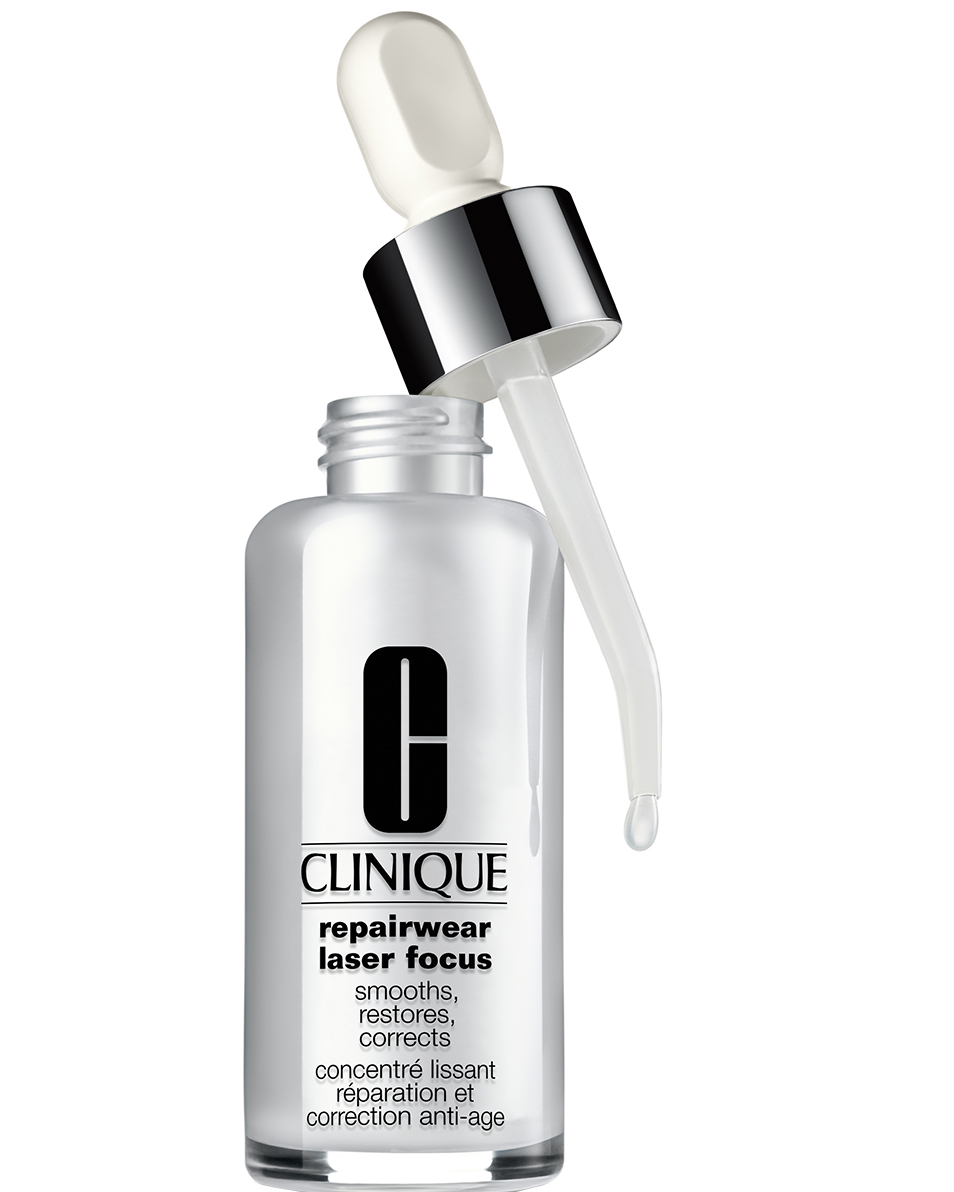 C
CLINIQUE
repairwear
laser focus
smooths,
restores,
corrects
concentré lissant
réparation et
correction anti-age